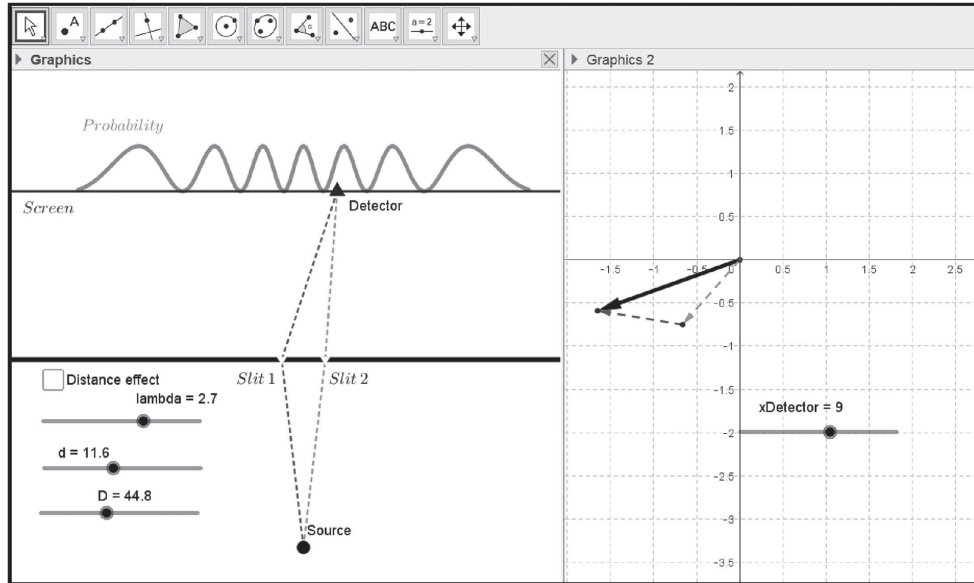 A
ABC
a=2
Graphics
Graphics 2
Probability
Screen
Detector
Slit 1
Slit 2
Distance effect
lambda = 2.7
d = 11.6
D = 44.8
Source
2
1.5
1
0.5
-1.5
-1
-0.5
0
0.5
1
1.5
2
2.5
-0.5
-1
-1.5
-2
-2.5
-3
-3.5
xDetector = 9